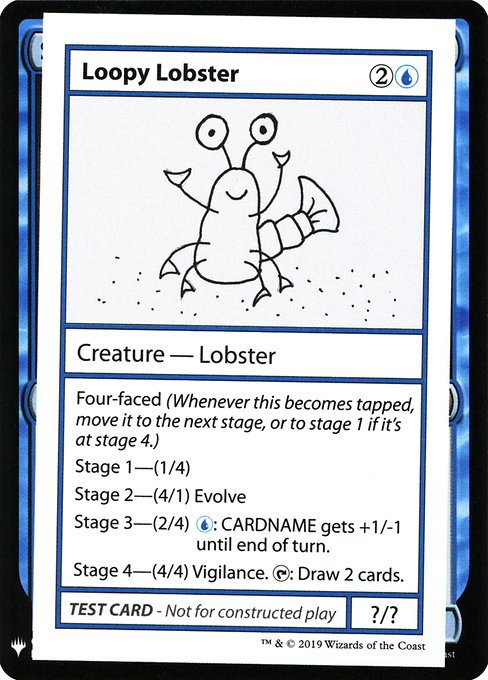 Loopy Lobster 2
Creature — Lobster
Four-faced (Whenever this becomes tapped,
move it to the next stage, or to stage 1 if it's
at stage 4.)
Stage 1—(1/4)
Stage 2—(4/1) Evolve
Stage 3—(2/4) : CARDNAME gets +1/-1
until end of turn.
Stage 4—(4/4) Vigilance. : Draw 2 cards.
TEST CARD - Not for constructed play ?/?
™ & © 2019 Wizards of the Coast